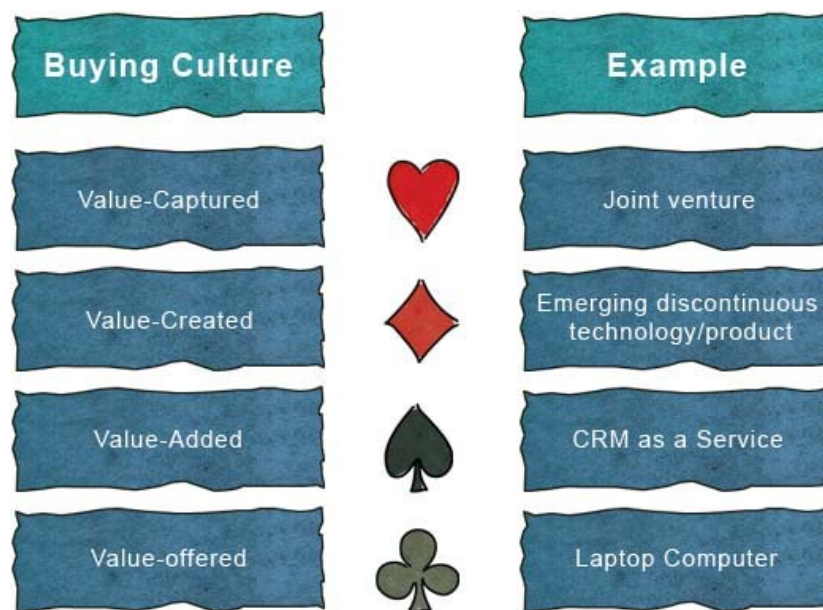 Buying Culture
Example
Value-Captured
Joint venture
Value-Created
Emerging discontinuous
technology/product
Value-Added
CRM as a Service
Value-offered
Laptop Computer